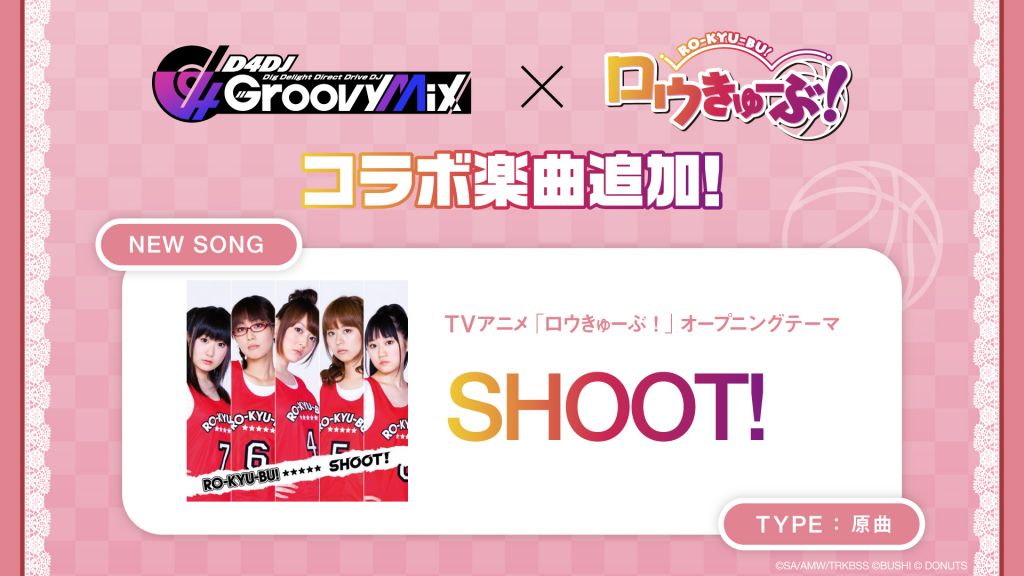 D4DJ
Dig Delight Direct Drive DJ
GROOVYMIX
×
RO-KYU-BU!
ロウきゅーぶ!
コラボ楽曲追加!
NEW SONG
TVアニメ「ロウきゅーぶ！」オープニングテーマ
SHOOT!
RO-KYU-BU! ★★★★★ SHOOT!
TYPE：原曲
©SA/AMW/TRKBSS ©BUSHI © DONUTS